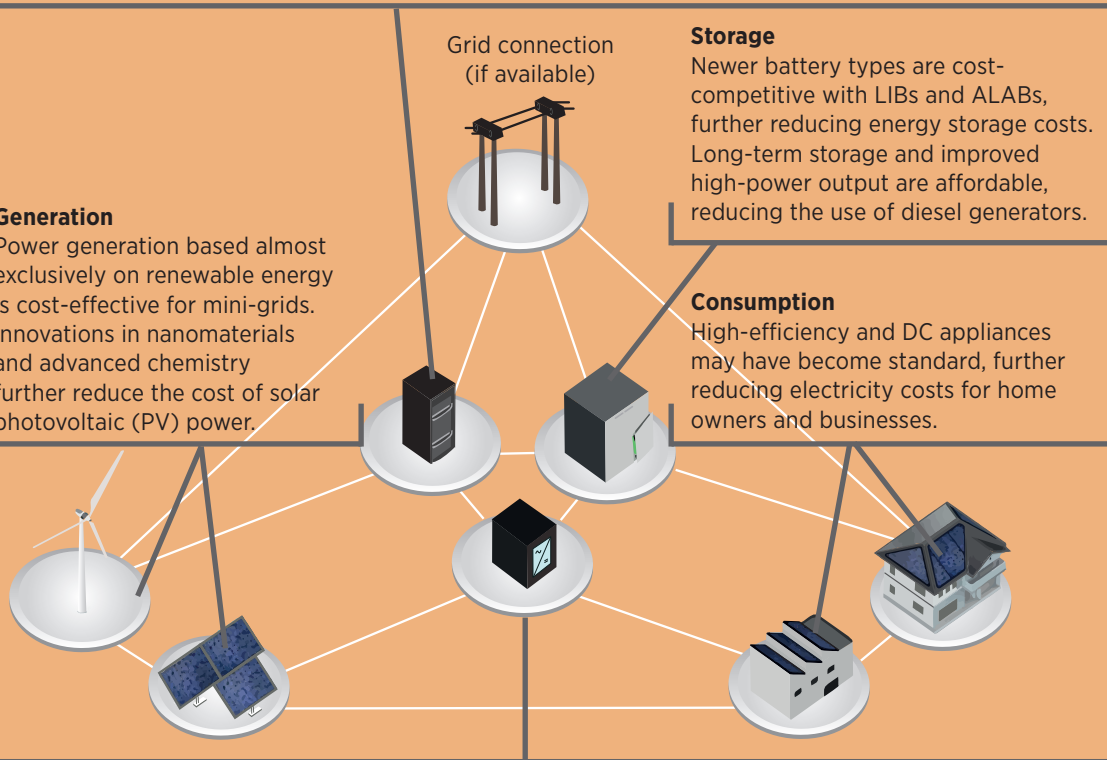 Grid connection
(if available)
Storage
Newer battery types are cost-
competitive with LIBs and ALABs,
further reducing energy storage costs.
Long-term storage and improved
high-power output are affordable,
reducing the use of diesel generators.
Generation
Power generation based almost
exclusively on renewable energy
is cost-effective for mini-grids.
Innovations in nanomaterials
and advanced chemistry
further reduce the cost of solar
photovoltaic (PV) power.
Consumption
High-efficiency and DC appliances
may have become standard, further
reducing electricity costs for home
owners and businesses.